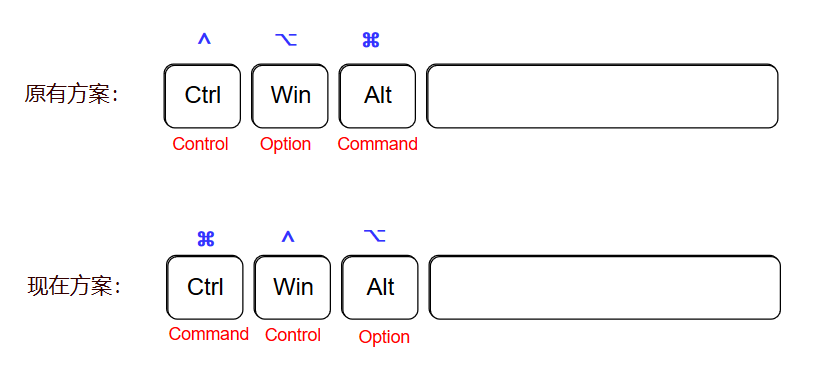 ^ ⌥ ⌘
原有方案： Ctrl Win Alt
Control Option Command
⌘ ^ ⌥
现在方案： Ctrl Win Alt
Command Control Option